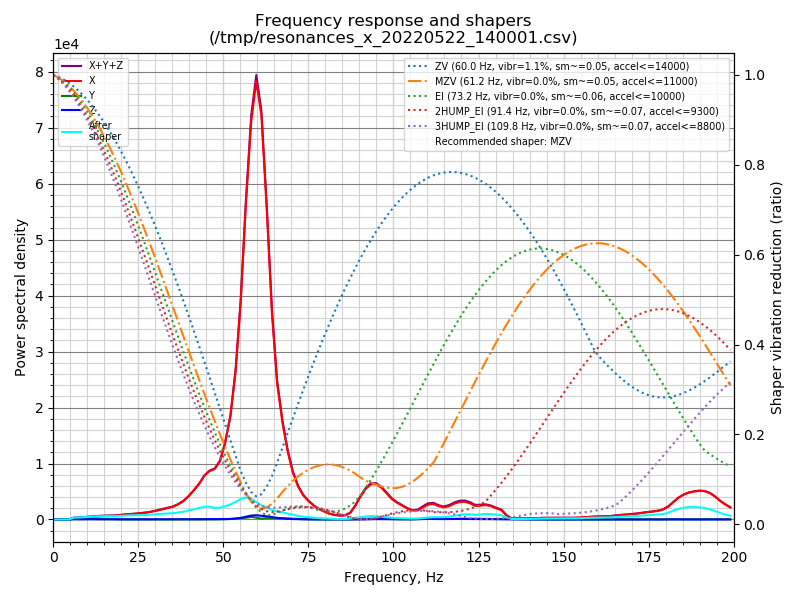 Frequency response and shapers
(/tmp/resonances_x_20220522_140001.csv)
1e4
X+Y+Z
X
Y
Z
After
shaper
ZV (60.0 Hz, vibr=1.1%, sm~=0.05, accel<=14000)
MZV (61.2 Hz, vibr=0.0%, sm~=0.05, accel<=11000)
EI (73.2 Hz, vibr=0.0%, sm~=0.06, accel<=10000)
2HUMP_EI (91.4 Hz, vibr=0.0%, sm~=0.07, accel<=9300)
3HUMP_EI (109.8 Hz, vibr=0.0%, sm~=0.07, accel<=8800)
Recommended shaper: MZV
8
7
6
5
4
3
2
1
0
Power spectral density
1.0
0.8
0.6
0.4
0.2
0.0
Shaper vibration reduction (ratio)
0 25 50 75 100 125 150 175 200
Frequency, Hz